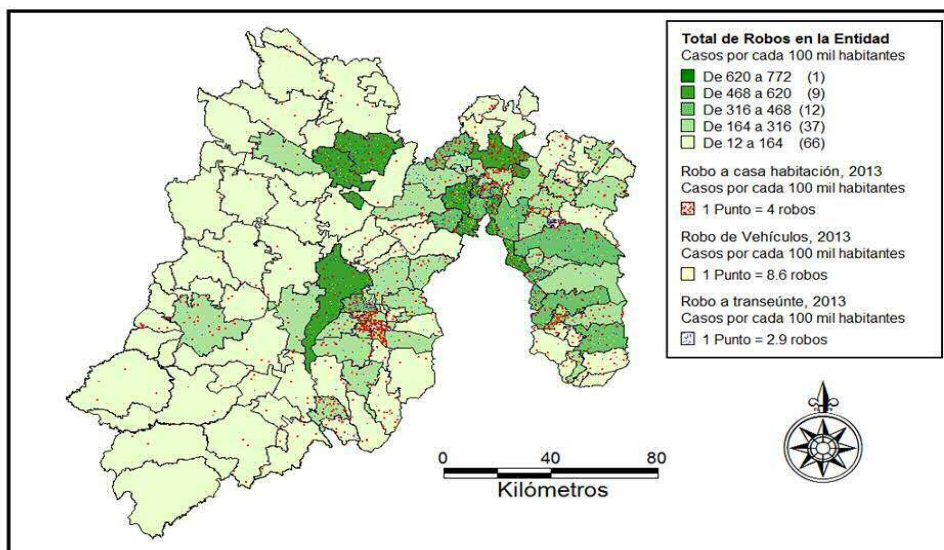 Total de Robos en la Entidad
Casos por cada 100 mil habitantes
De 620 a 772 (1)
De 468 a 620 (9)
De 316 a 468 (12)
De 164 a 316 (37)
De 12 a 164 (66)
Robo a casa habitación, 2013
Casos por cada 100 mil habitantes
1 Punto = 4 robos
Robo de Vehículos, 2013
Casos por cada 100 mil habitantes
1 Punto = 8.6 robos
Robo a transeúnte, 2013
Casos por cada 100 mil habitantes
1 Punto = 2.9 robos
0 40 80
Kilómetros